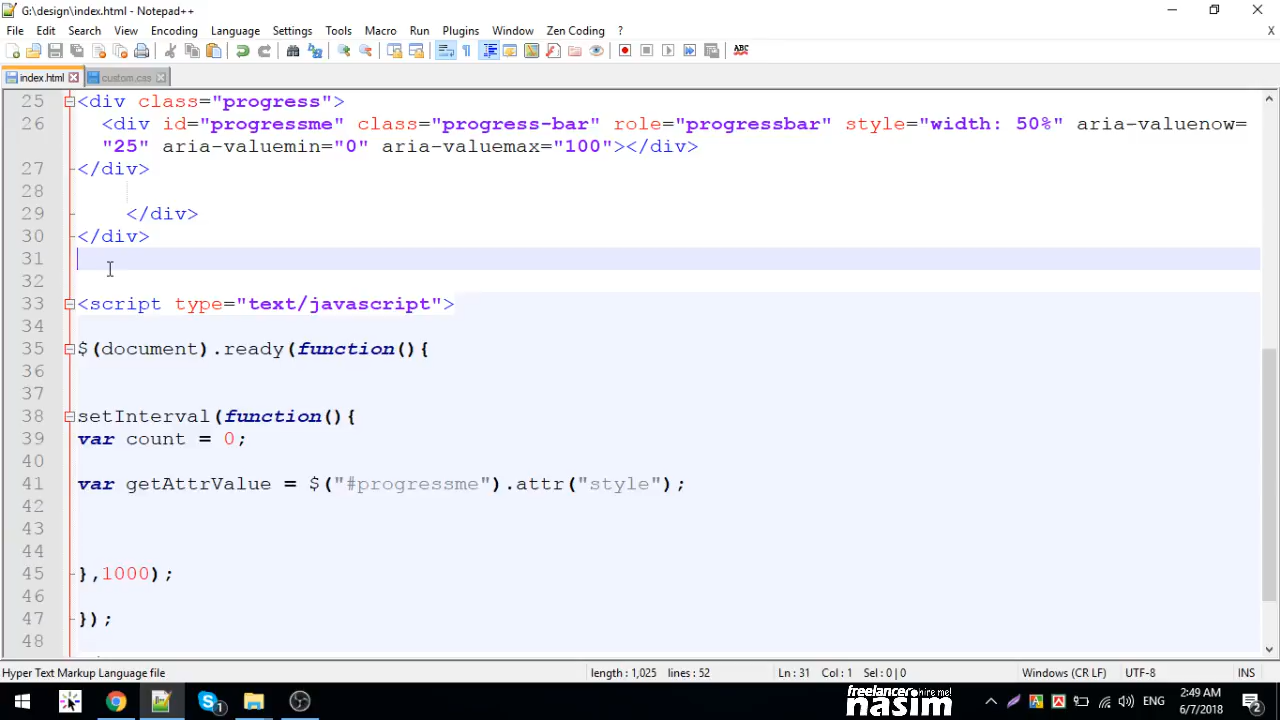 G:\design\index.html - Notepad++
File Edit Search View Encoding Language Settings Tools Macro Run Plugins Window Zen Coding ? X
index.html custom.css
25 <div class="progress">
26 <div id="progressme" class="progress-bar" role="progressbar" style="width: 50%" aria-valuenow=
"25" aria-valuemin="0" aria-valuemax="100"></div>
27 </div>
28
29 </div>
30 </div>
31
32
33 <script type="text/javascript">
34
35 $(document).ready(function(){
36
37
38 setInterval(function(){
39 var count = 0;
40
41 var getAttrValue = $("#progressme").attr("style");
42
43
44
45 },1000);
46
47 });
48
Hyper Text Markup Language file length : 1,025 lines : 52 Ln : 31 Col : 1 Sel : 0 | 0 Windows (CR LF) UTF-8 INS
freelancer hire me!
nasim
ENG
2:49 AM
6/7/2018